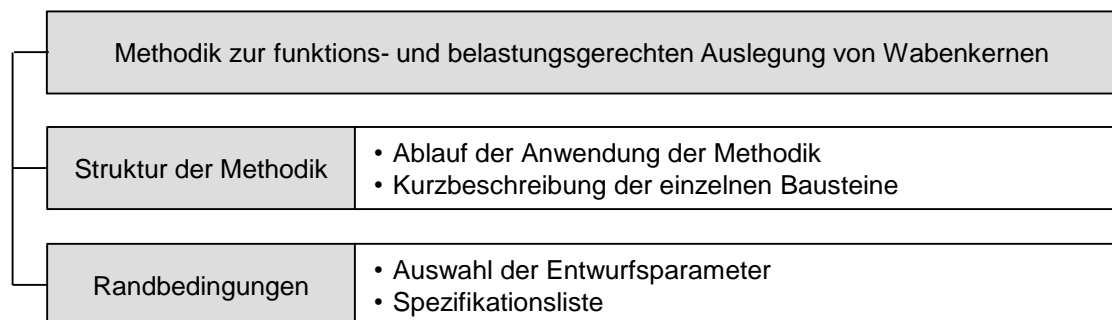 Methodik zur funktions- und belastungsgerechten Auslegung von Wabenkernen
Struktur der Methodik
• Ablauf der Anwendung der Methodik
• Kurzbeschreibung der einzelnen Bausteine
Randbedingungen
• Auswahl der Entwurfsparameter
• Spezifikationsliste